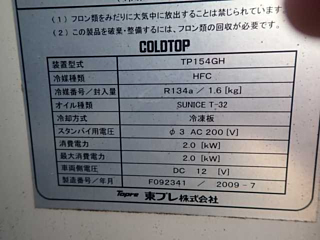 (1) フロン類をみだりに大気中に放出することは禁じられています。
(2) この製品を破棄・整備するには、フロン類の回収が必要です。
COLDTOP
装置型式 TP154GH
冷媒種類 HFC
冷媒番号/封入量 R134a / 1.6 [kg]
オイル種類 SUNICE T-32
冷却方式 冷凍板
スタンバイ用電圧 φ 3 AC 200 [V]
消費電力 2.0 [kW]
最大消費電力 2.0 [kW]
車両側電圧 DC 12 [V]
製造番号/年月 F092341 / 2009 - 7
Topre 東プレ株式会社